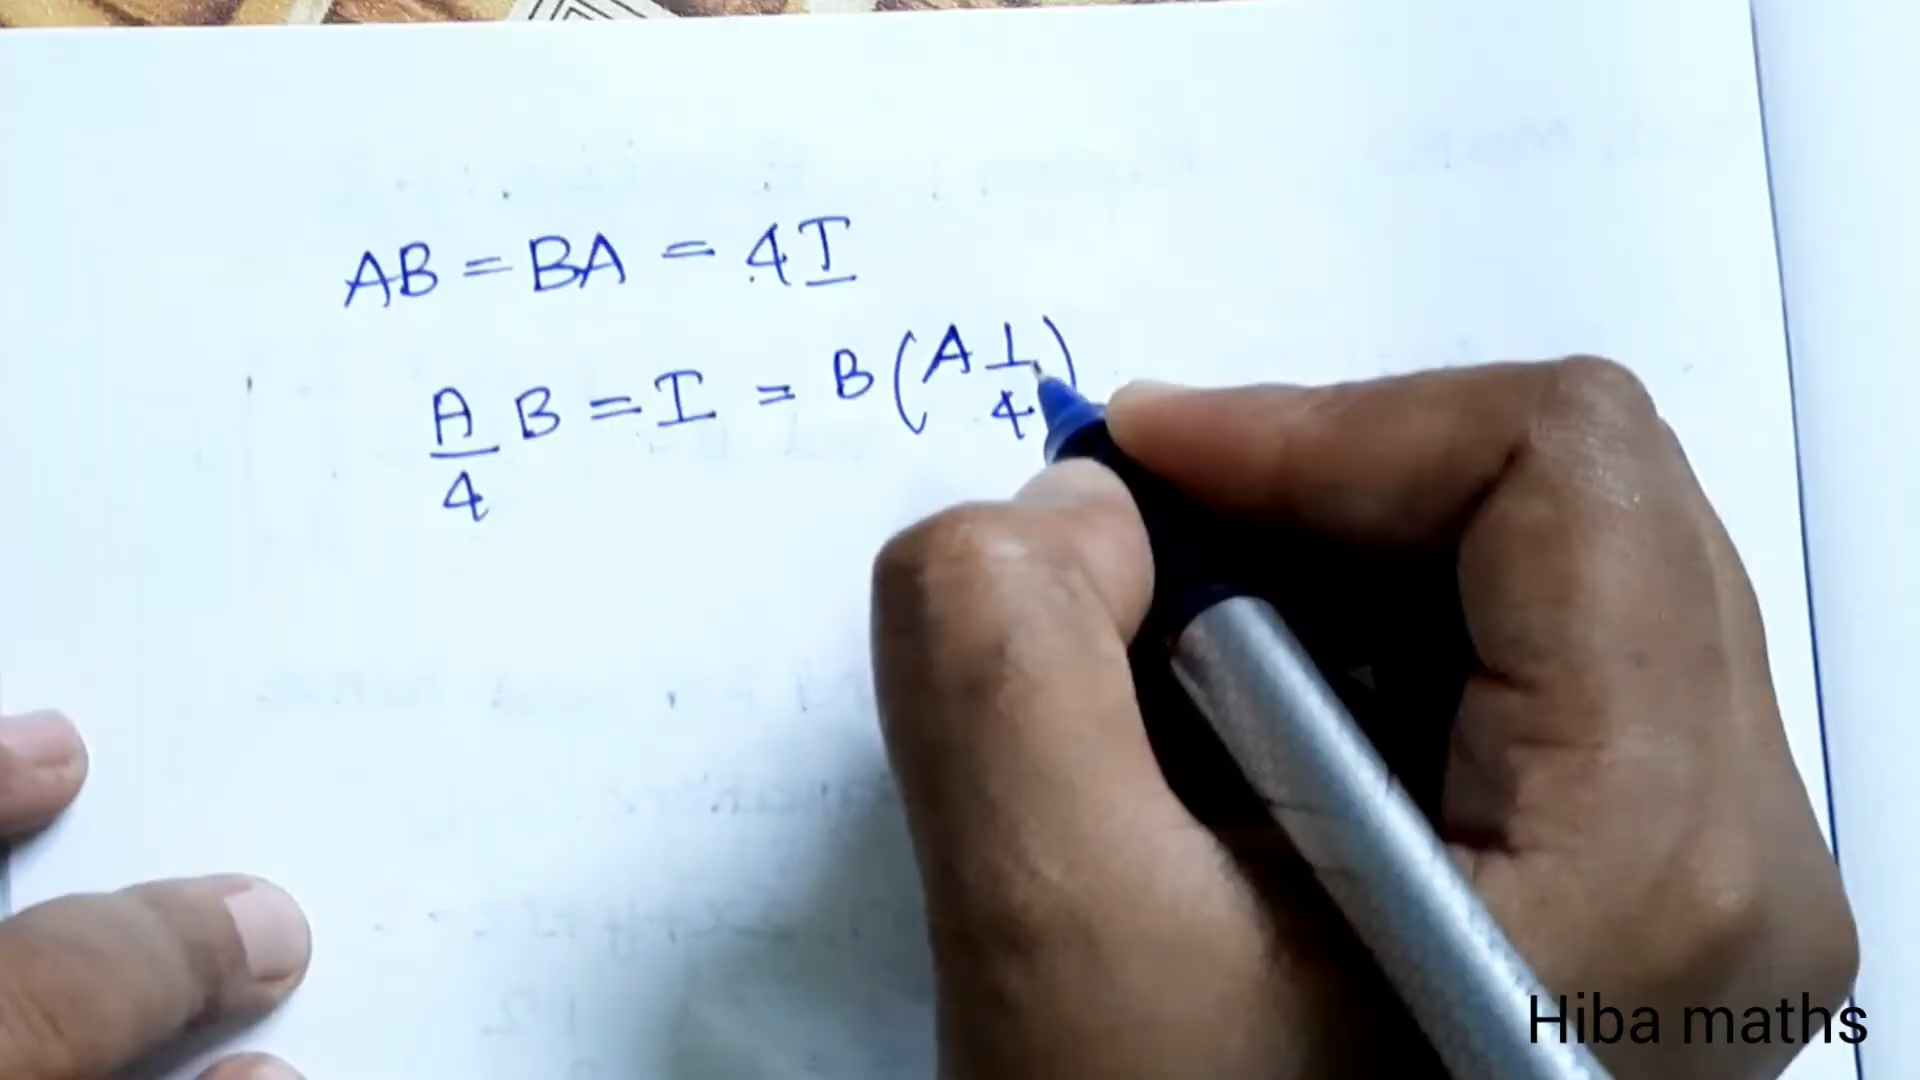 AB = BA = 4I
A/4 B = I = B(A 1/4)
Hiba maths